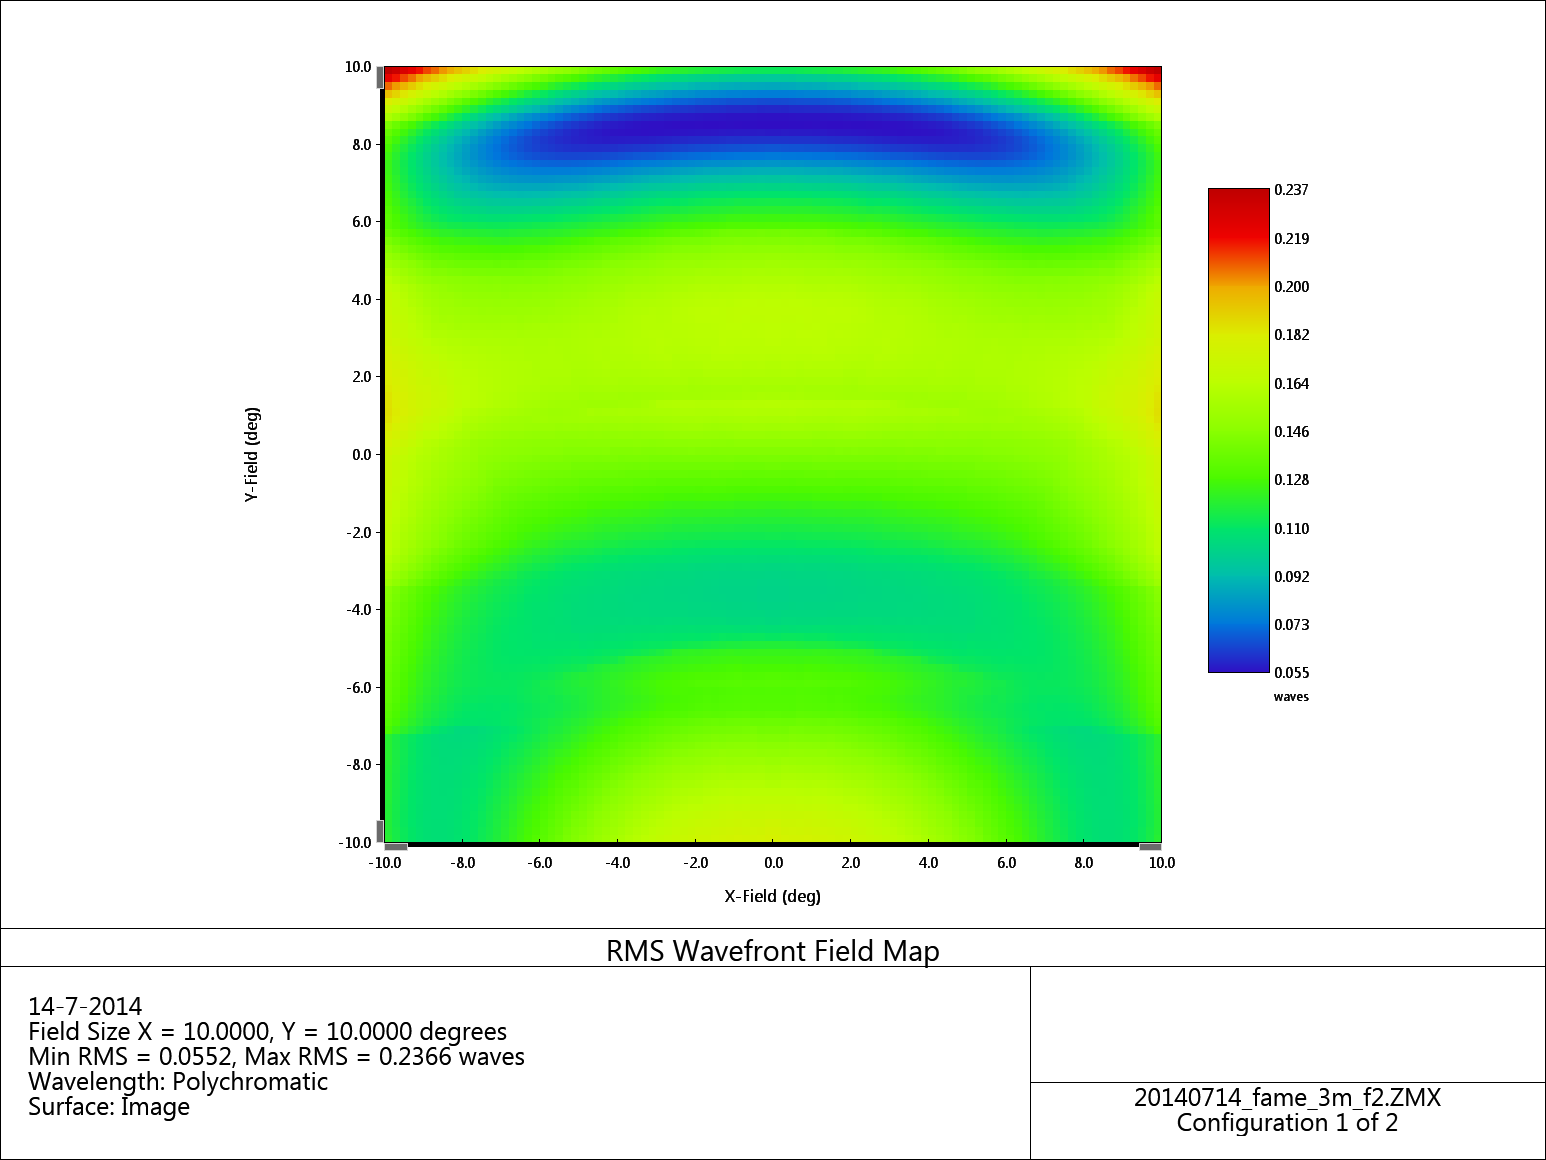 10.0
8.0
6.0
4.0
2.0
0.0
-2.0
-4.0
-6.0
-8.0
-10.0
Y-Field (deg)
-10.0 -8.0 -6.0 -4.0 -2.0 0.0 2.0 4.0 6.0 8.0 10.0
X-Field (deg)
0.237
0.219
0.200
0.182
0.164
0.146
0.128
0.110
0.092
0.073
0.055
waves
RMS Wavefront Field Map
14-7-2014
Field Size X = 10.0000, Y = 10.0000 degrees
Min RMS = 0.0552, Max RMS = 0.2366 waves
Wavelength: Polychromatic
Surface: Image
20140714_fame_3m_f2.ZMX
Configuration 1 of 2